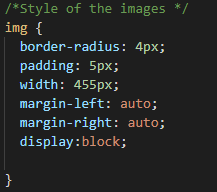 /*Style of the images */
img {
  border-radius: 4px;
  padding: 5px;
  width: 455px;
  margin-left: auto;
  margin-right: auto;
  display:block;
}